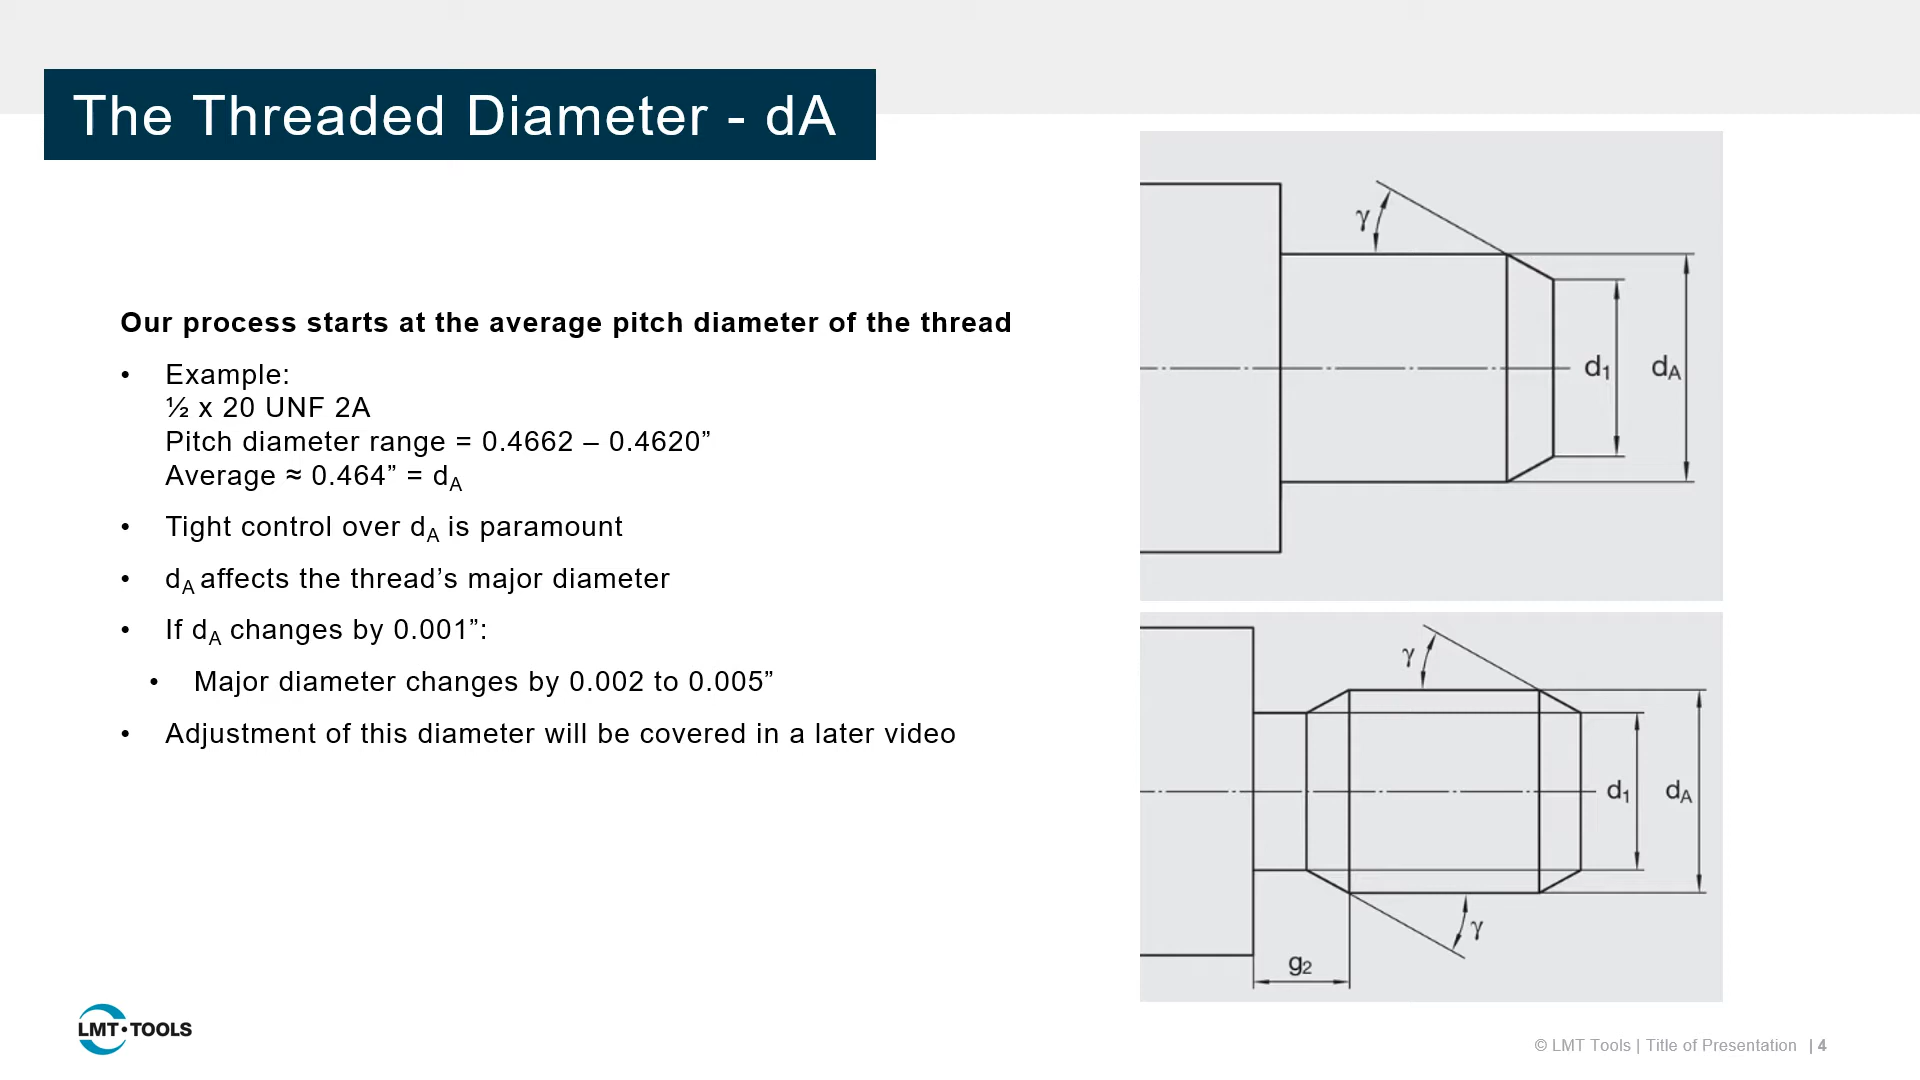 The Threaded Diameter - dA
Our process starts at the average pitch diameter of the thread
• Example:
½ x 20 UNF 2A
Pitch diameter range = 0.4662 – 0.4620”
Average ≈ 0.464” = dA
• Tight control over dA is paramount
• dA affects the thread’s major diameter
• If dA changes by 0.001”:
• Major diameter changes by 0.002 to 0.005”
• Adjustment of this diameter will be covered in a later video
γ
d1
dA
γ
d1
dA
γ
g2
LMT•TOOLS
© LMT Tools | Title of Presentation | 4